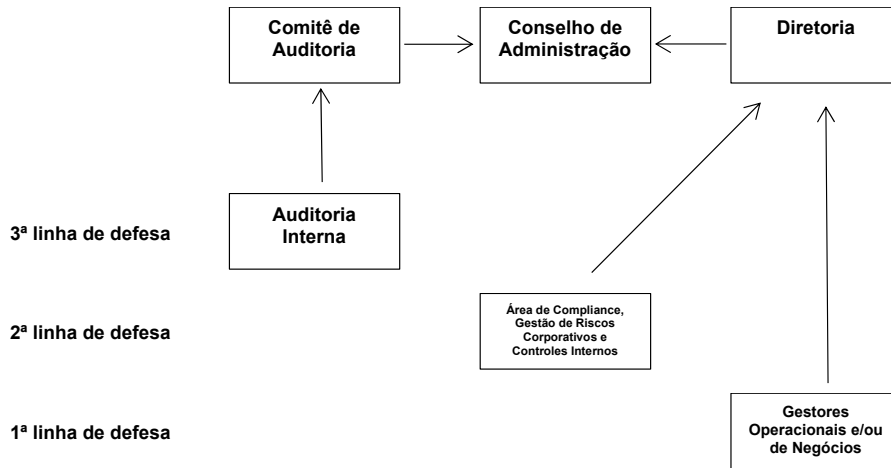 Comitê de
Auditoria
Conselho de
Administração
Diretoria
3ª linha de defesa
Auditoria
Interna
2ª linha de defesa
Área de Compliance,
Gestão de Riscos
Corporativos e
Controles Internos
1ª linha de defesa
Gestores
Operacionais e/ou
de Negócios